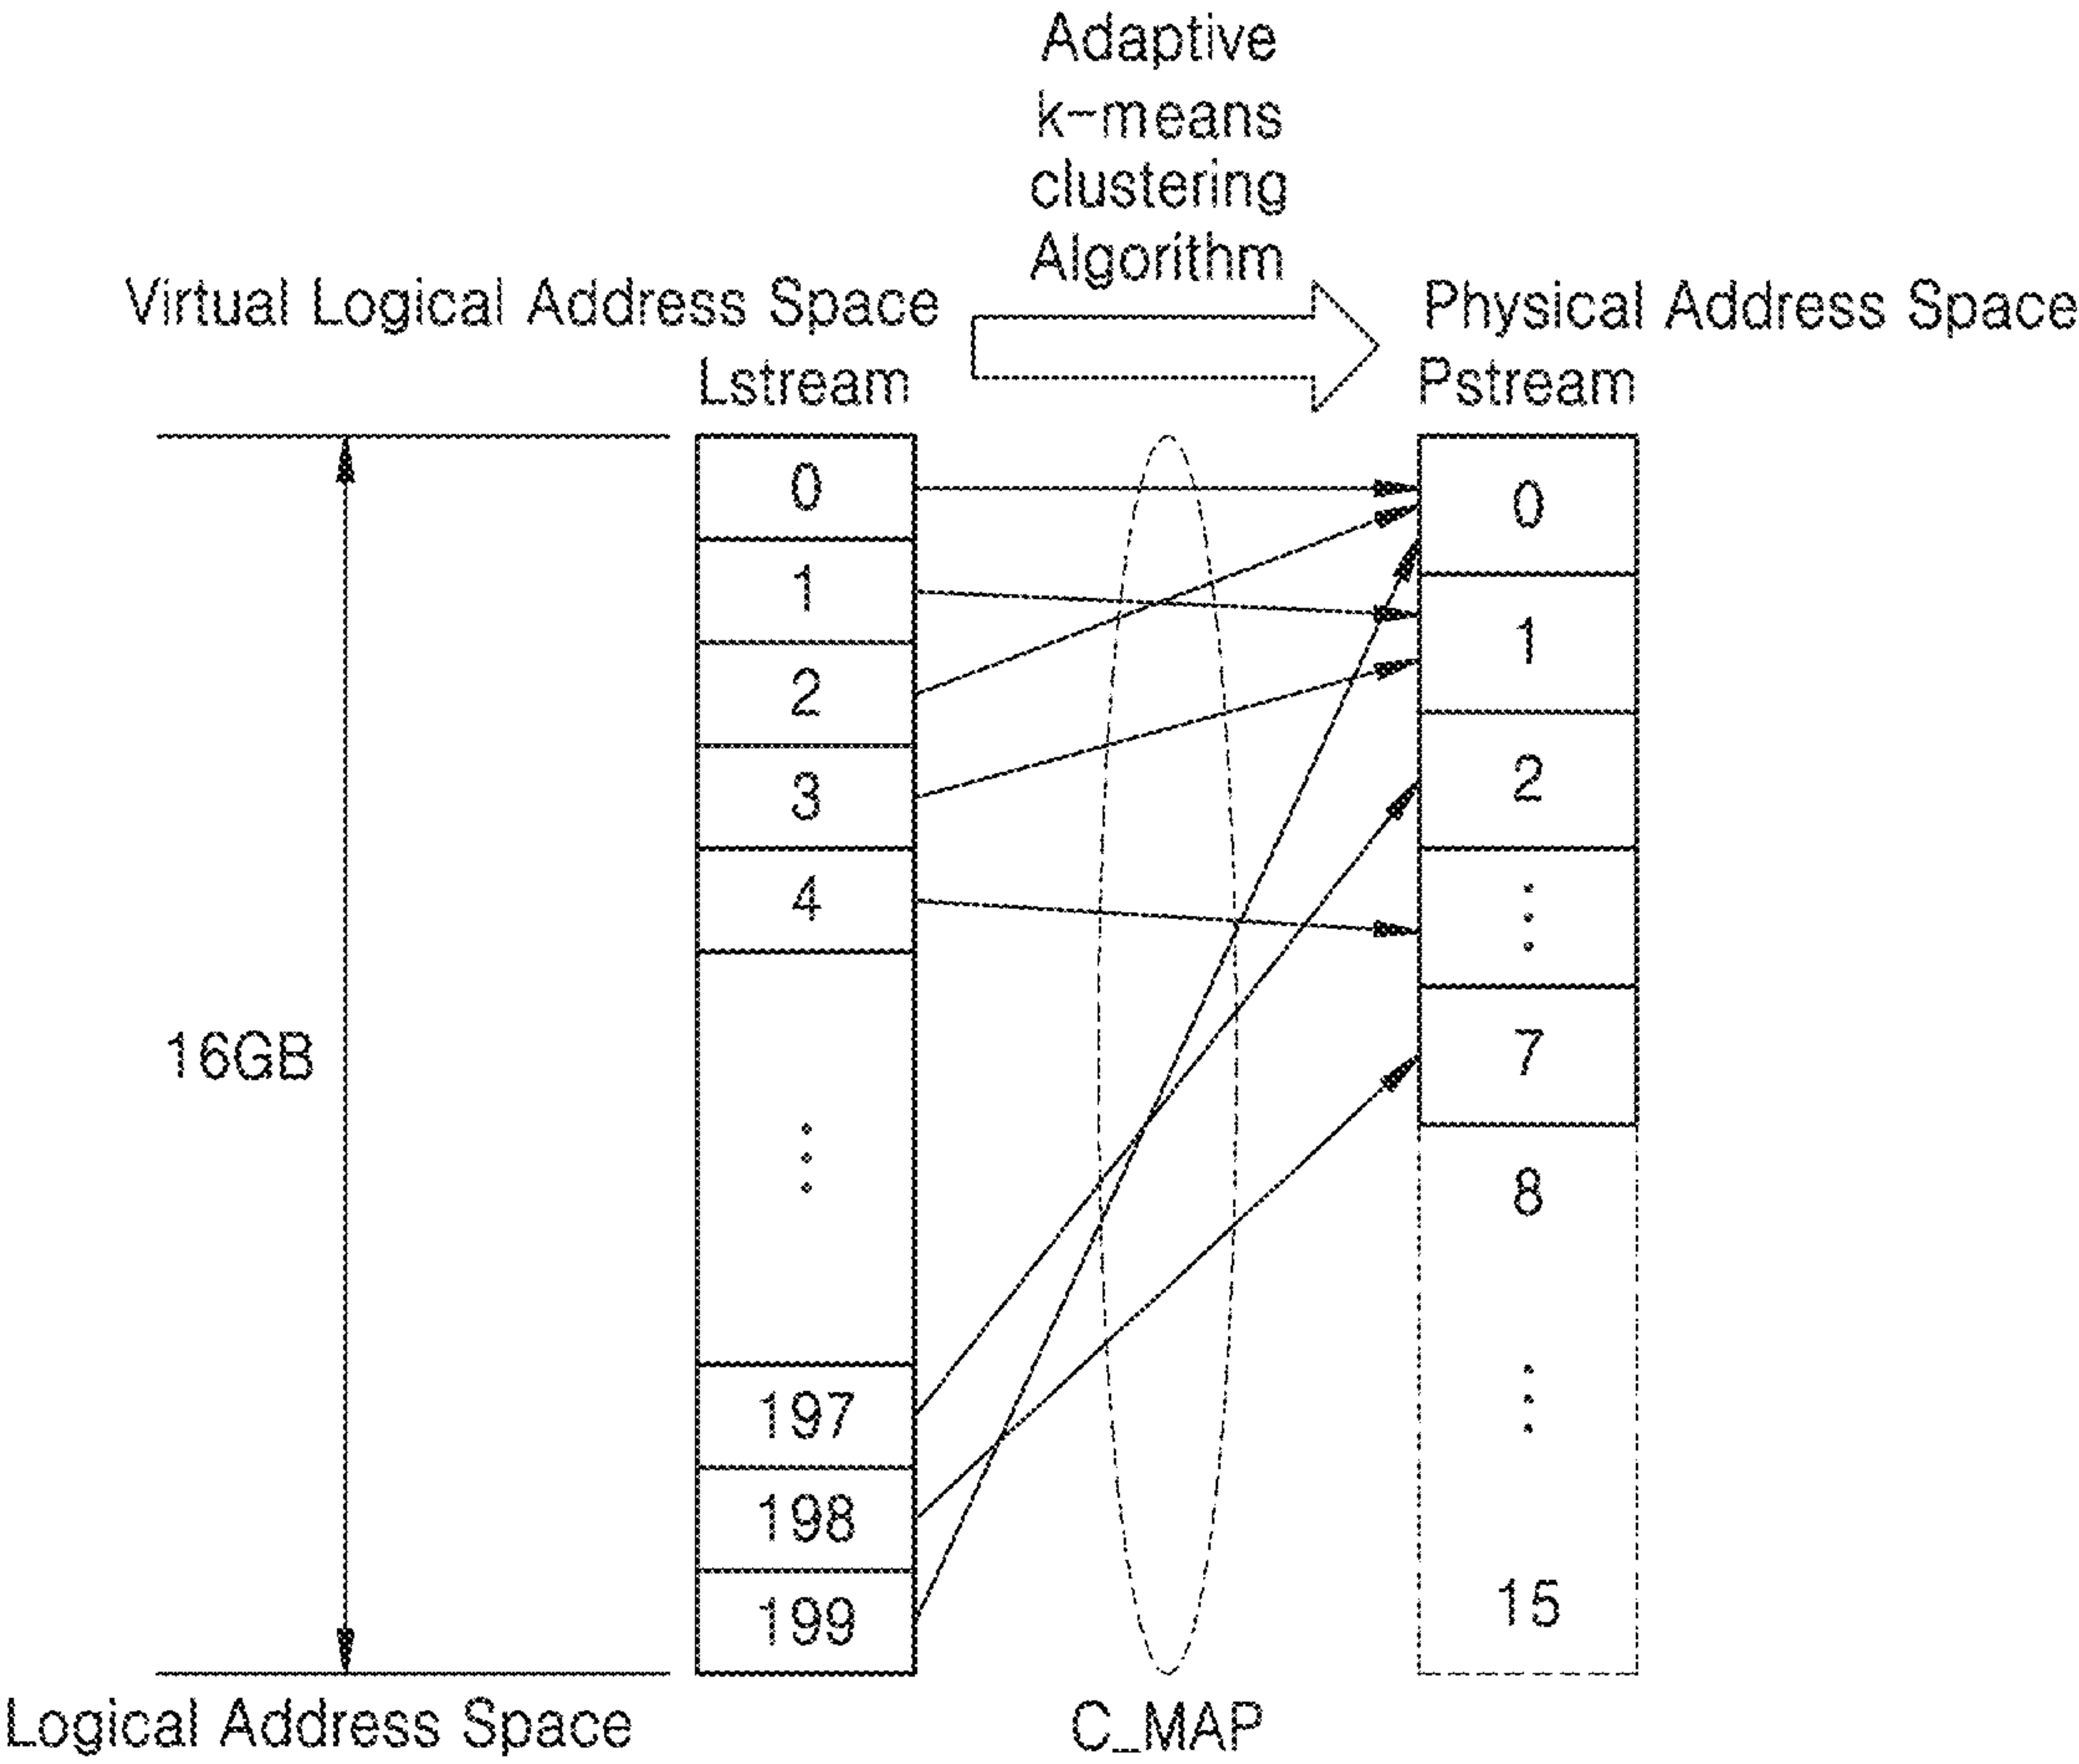 Adaptive
k-means
clustering
Algorithm
Virtual Logical Address Space
Physical Address Space
Lstream
Pstream
0
1
2
3
4
197
198
199
0
1
2
7
8
15
16GB
Logical Address Space
C_MAP